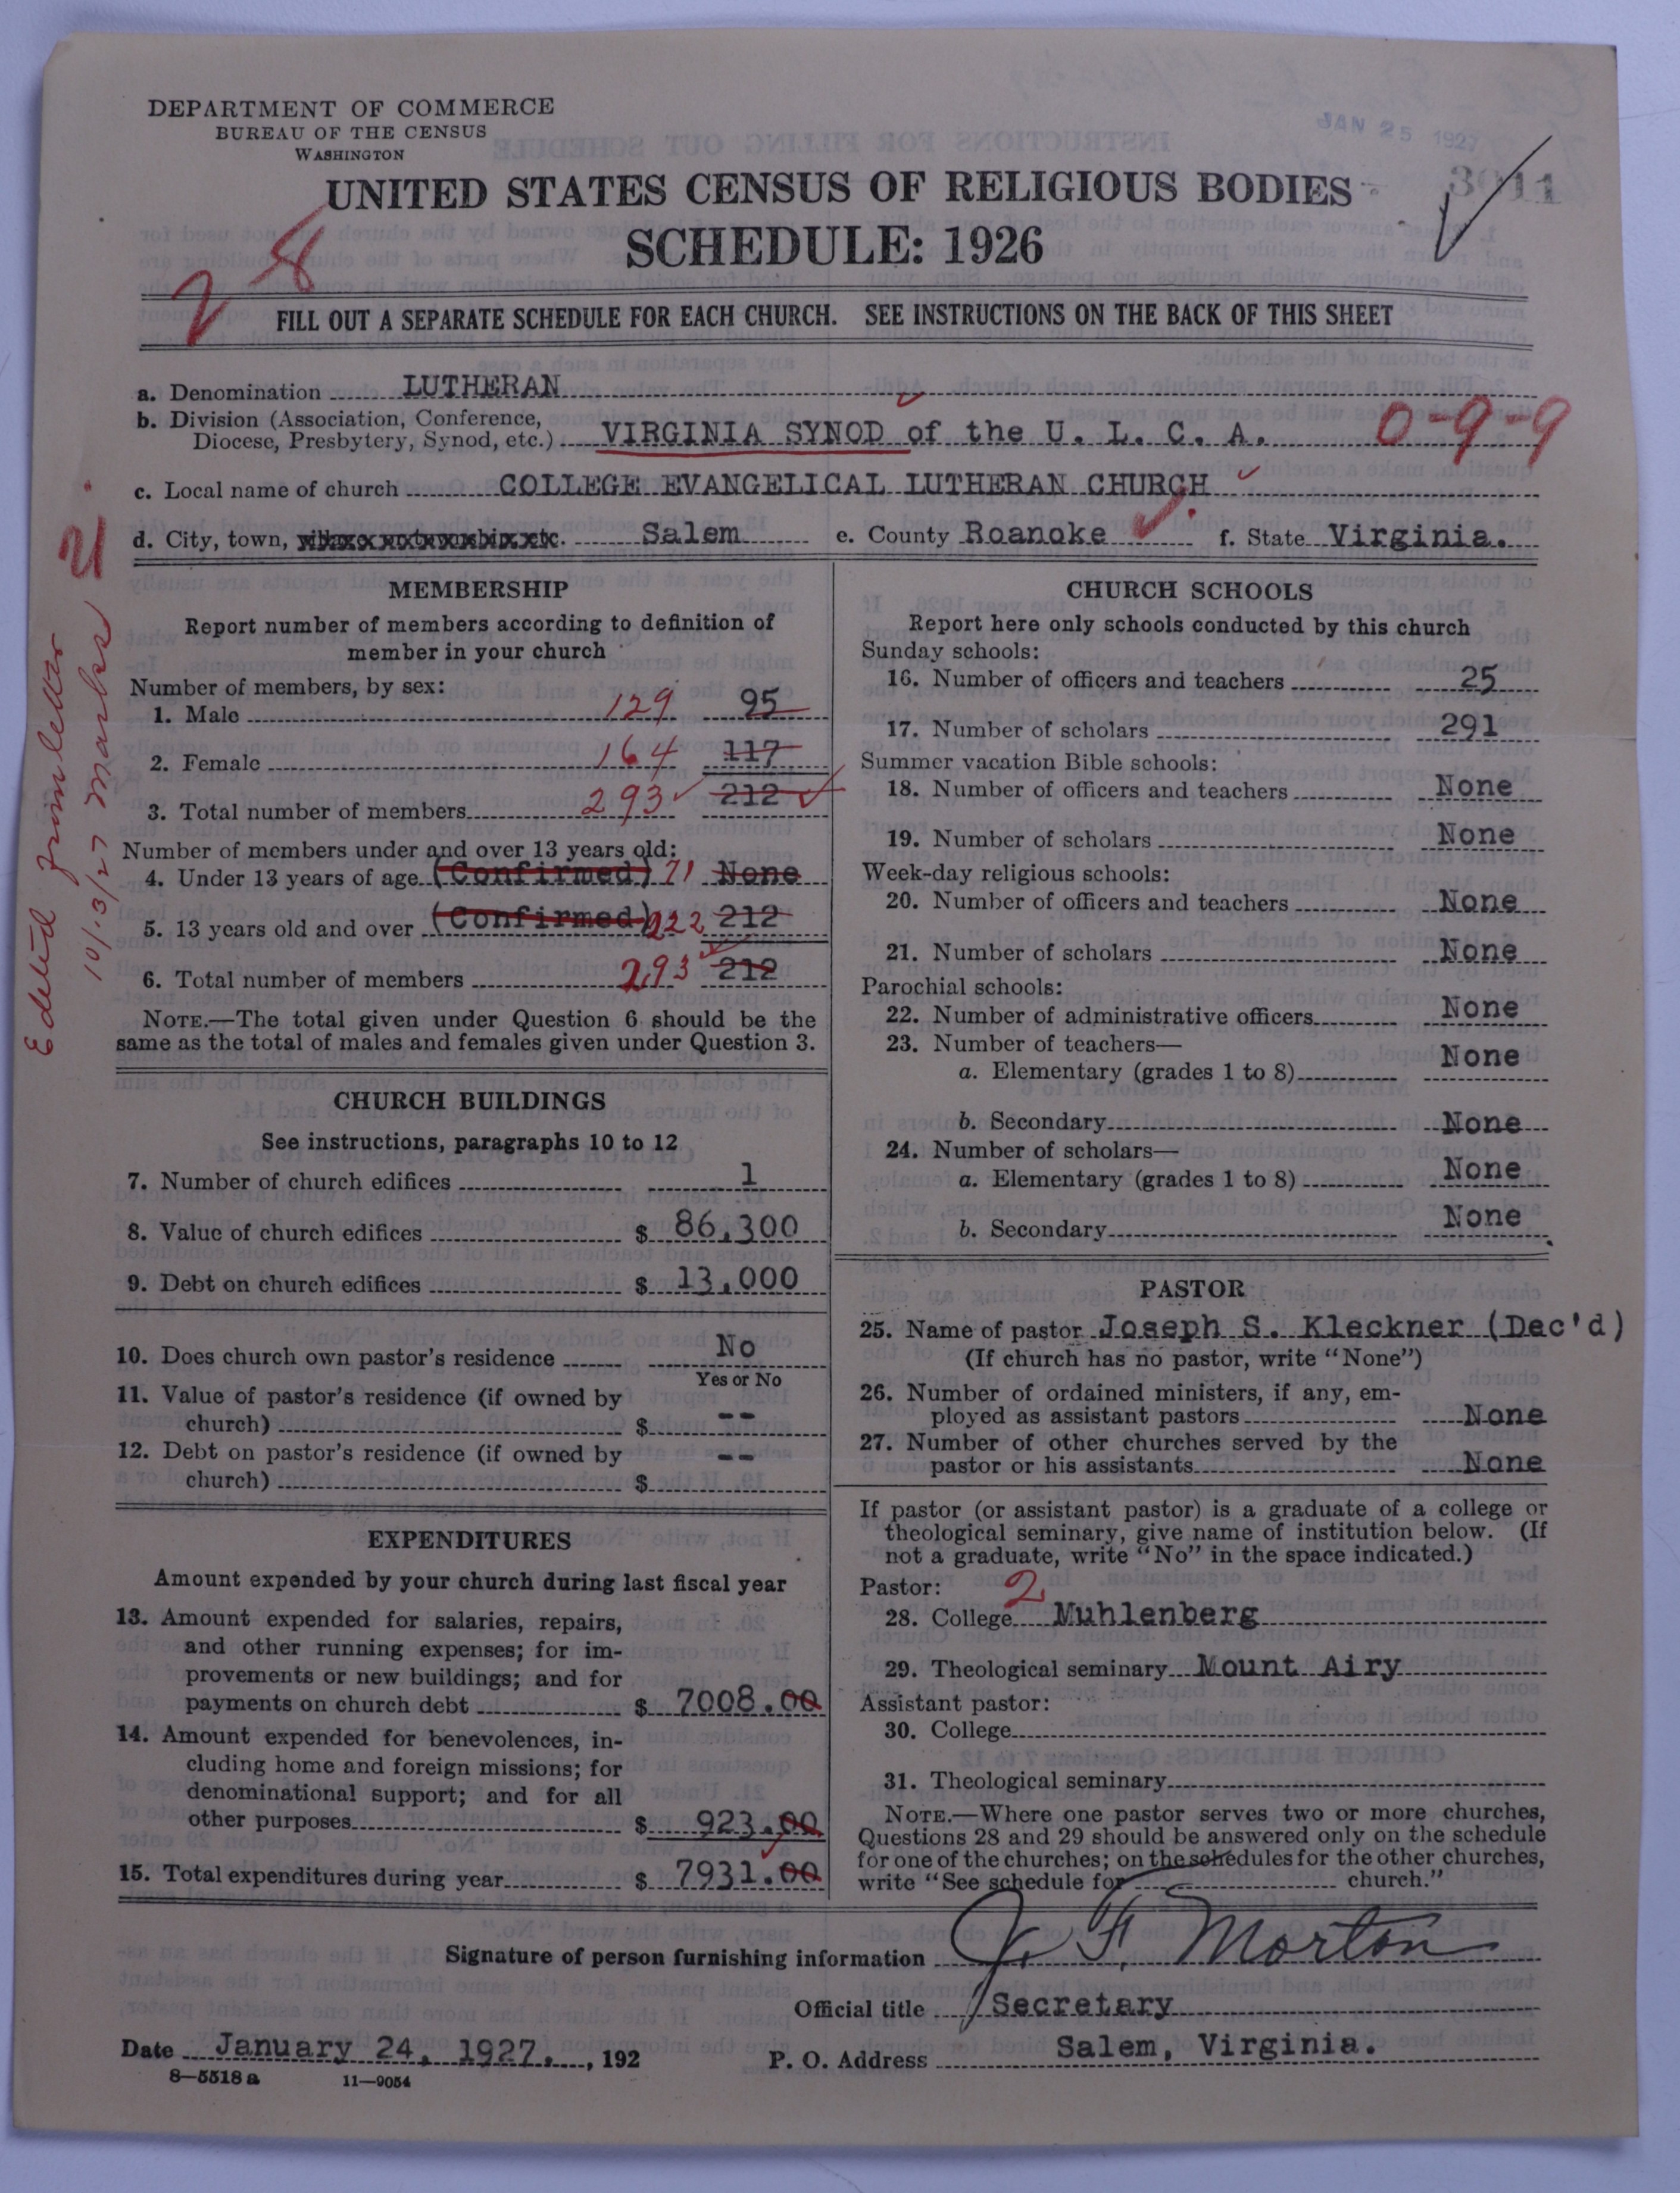 DEPARTMENT OF COMMERCE
BUREAU OF THE CENSUS
WASHINGTON
JAN 25 1927
UNITED STATES CENSUS OF RELIGIOUS BODIES
SCHEDULE: 1926
28
FILL OUT A SEPARATE SCHEDULE FOR EACH CHURCH. SEE INSTRUCTIONS ON THE BACK OF THIS SHEET
a. Denomination LUTHERAN
b. Division (Association, Conference,
Diocese, Presbytery, Synod, etc.) VIRGINIA SYNOD of the U. L. C. A. 0-9-9
c. Local name of church COLLEGE EVANGELICAL LUTHERAN CHURCH
d. City, town, village, or township, etc. Salem e. County Roanoke f. State Virginia.
Edited from letter
10/13/27 Marks
MEMBERSHIP
Report number of members according to definition of
member in your church
Number of members, by sex:
1. Male 129 95
2. Female 164 117
3. Total number of members 293 212
Number of members under and over 13 years old:
4. Under 13 years of age (Confirmed) 71 None
5. 13 years old and over (Confirmed) 222 212
6. Total number of members 293 212
NOTE.—The total given under Question 6 should be the
same as the total of males and females given under Question 3.
CHURCH BUILDINGS
See instructions, paragraphs 10 to 12
7. Number of church edifices 1
8. Value of church edifices $ 86,300
9. Debt on church edifices $ 13,000
10. Does church own pastor's residence No
Yes or No
11. Value of pastor's residence (if owned by
church) $ --
12. Debt on pastor's residence (if owned by
church) $ --
EXPENDITURES
Amount expended by your church during last fiscal year
13. Amount expended for salaries, repairs,
and other running expenses; for im-
provements or new buildings; and for
payments on church debt $ 7008.00
14. Amount expended for benevolences, in-
cluding home and foreign missions; for
denominational support; and for all
other purposes $ 923.00
15. Total expenditures during year $ 7931.00
CHURCH SCHOOLS
Report here only schools conducted by this church
Sunday schools:
16. Number of officers and teachers 25
17. Number of scholars 291
Summer vacation Bible schools:
18. Number of officers and teachers None
19. Number of scholars None
Week-day religious schools:
20. Number of officers and teachers None
21. Number of scholars None
Parochial schools:
22. Number of administrative officers None
23. Number of teachers—
a. Elementary (grades 1 to 8) None
b. Secondary None
24. Number of scholars—
a. Elementary (grades 1 to 8) None
b. Secondary None
PASTOR
25. Name of pastor Joseph S. Kleckner (Dec'd)
(If church has no pastor, write "None")
26. Number of ordained ministers, if any, em-
ployed as assistant pastors None
27. Number of other churches served by the
pastor or his assistants None
If pastor (or assistant pastor) is a graduate of a college or
theological seminary, give name of institution below. (If
not a graduate, write "No" in the space indicated.)
Pastor: 2
28. College Muhlenberg
29. Theological seminary Mount Airy
Assistant pastor:
30. College
31. Theological seminary
NOTE.—Where one pastor serves two or more churches,
Questions 28 and 29 should be answered only on the schedule
for one of the churches; on the schedules for the other churches,
write "See schedule for church."
Signature of person furnishing information J. F. Morton
Official title Secretary
Date January 24, 1927. , 192 P. O. Address Salem, Virginia.
8—5518 a 11—9054